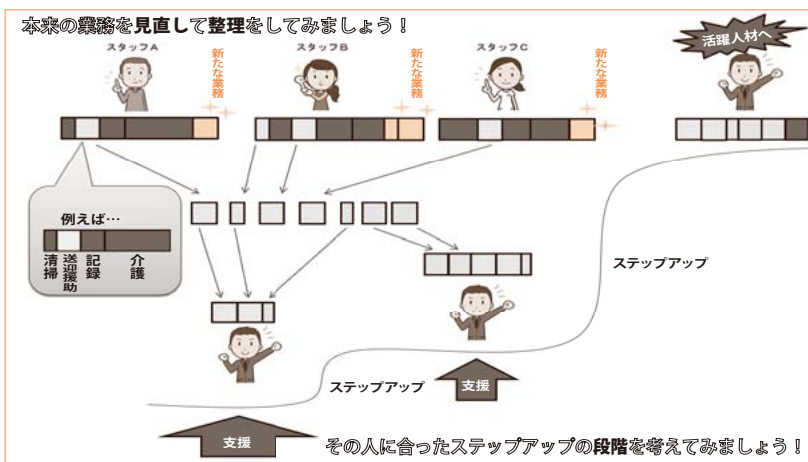 本来の業務を見直して整理をしてみましょう！
スタッフA
新たな業務
スタッフB
新たな業務
スタッフC
新たな業務
活躍人材へ
例えば…
清掃
送迎援助
記録
介護
ステップアップ
ステップアップ
支援
支援
その人に合ったステップアップの段階を考えてみましょう！